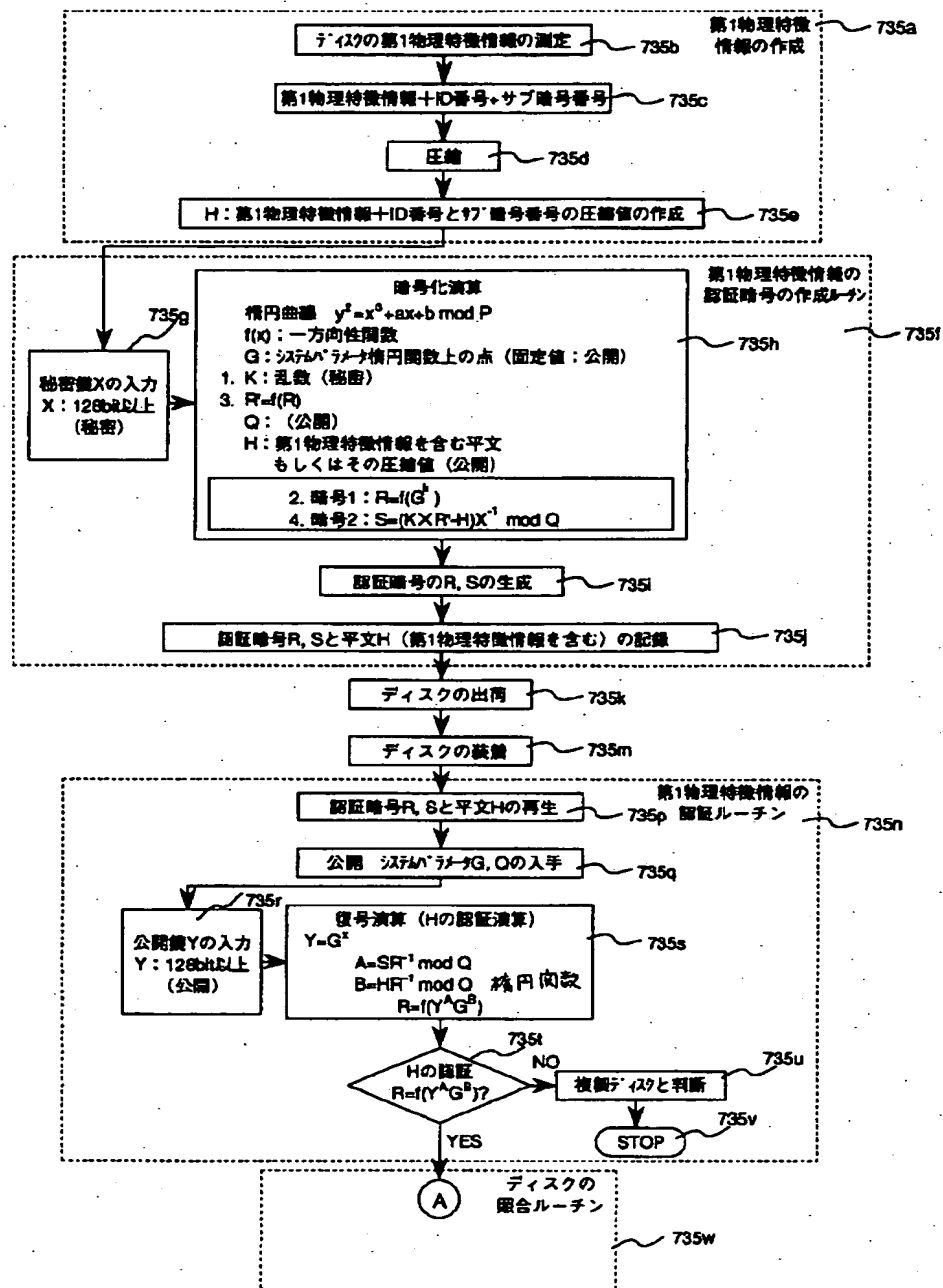 第1物理特徴
情報の作成
735a
ディスクの第1物理特徴情報の測定
735b
第1物理特徴情報+ID番号+サブ暗号番号
735c
圧縮
735d
H：第1物理特徴情報+ID番号とサブ暗号番号の圧縮値の作成
735e
第1物理特徴情報の
認証暗号の作成ルーチン
735f
735g
秘密鍵Xの入力
X：128bit以上
(秘密)
暗号化演算
楕円曲線 y²=x³+ax+b mod P
f(x)：一方向性関数
G：システムパラメータ楕円関数上の点（固定値：公開）
1. K：乱数（秘密）
3. R'=f(R)
Q：（公開）
H：第1物理特徴情報を含む平文
もしくはその圧縮値（公開）
2. 暗号1：R=f(Gᵏ)
4. 暗号2：S=(K×R'-H)X⁻¹ mod Q
735h
認証暗号のR, Sの生成
735i
認証暗号R, Sと平文H（第1物理特徴情報を含む）の記録
735j
ディスクの出荷
735k
ディスクの装着
735m
第1物理特徴情報の
認証ルーチン
735n
認証暗号R, Sと平文Hの再生
735p
公開 システムパラメータG, Qの入手
735q
735r
公開鍵Yの入力
Y：128bit以上
(公開)
復号演算（Hの認証演算）
Y=Gˣ
A=SR⁻¹ mod Q
B=HR⁻¹ mod Q 楕円関数
R=f(YᴬGᴮ)
735s
735t
Hの認証
R=f(YᴬGᴮ)?
NO
複製ディスクと判断
735u
STOP
735v
YES
A
ディスクの
照合ルーチン
735w